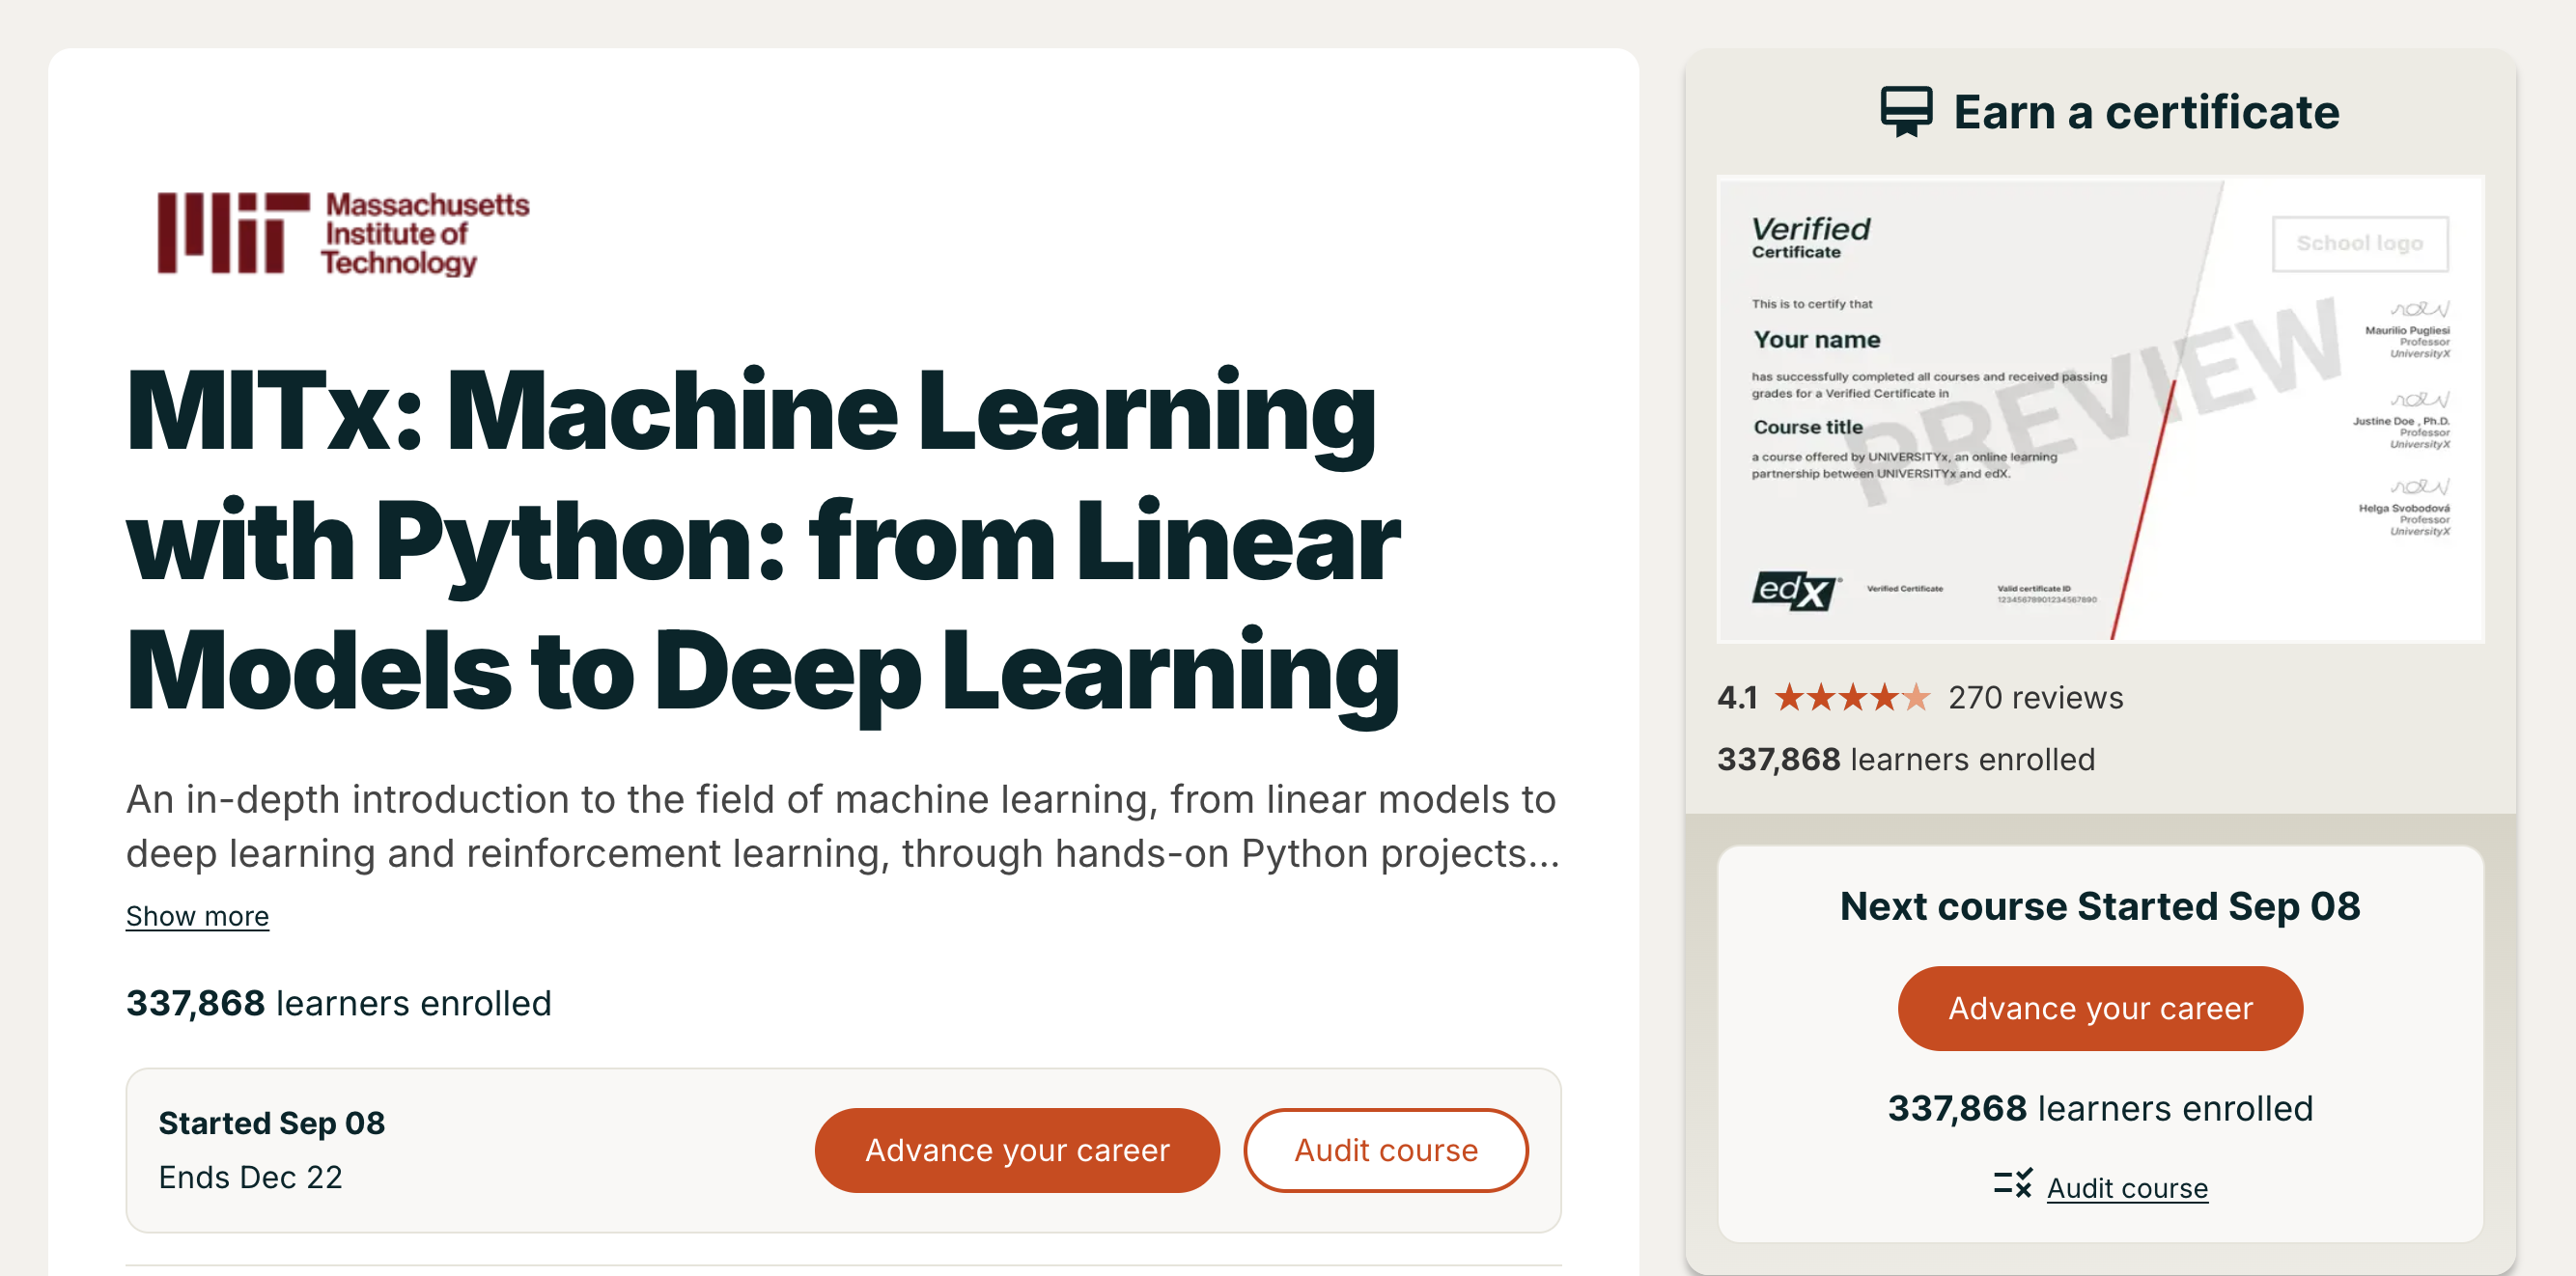 Massachusetts
Institute of
Technology
MITx: Machine Learning
with Python: from Linear
Models to Deep Learning
An in-depth introduction to the field of machine learning, from linear models to
deep learning and reinforcement learning, through hands-on Python projects...
Show more
337,868 learners enrolled
Started Sep 08
Ends Dec 22
Advance your career
Audit course
Earn a certificate
Verified
Certificate
School logo
This is to certify that
Your name
has successfully completed all courses and received passing
grades for a Verified Certificate in
Course title
a course offered by UNIVERSITYx, an online learning
partnership between UNIVERSITYx and edX.
PREVIEW
Maurilio Pugliesi
Professor
UniversityX
Justine Doe , Ph.D.
Professor
UniversityX
Helga Svobodová
Professor
UniversityX
edX
Verified Certificate
Valid certificate ID
12345678901234567890
4.1 ★★★★★ 270 reviews
337,868 learners enrolled
Next course Started Sep 08
Advance your career
337,868 learners enrolled
Audit course